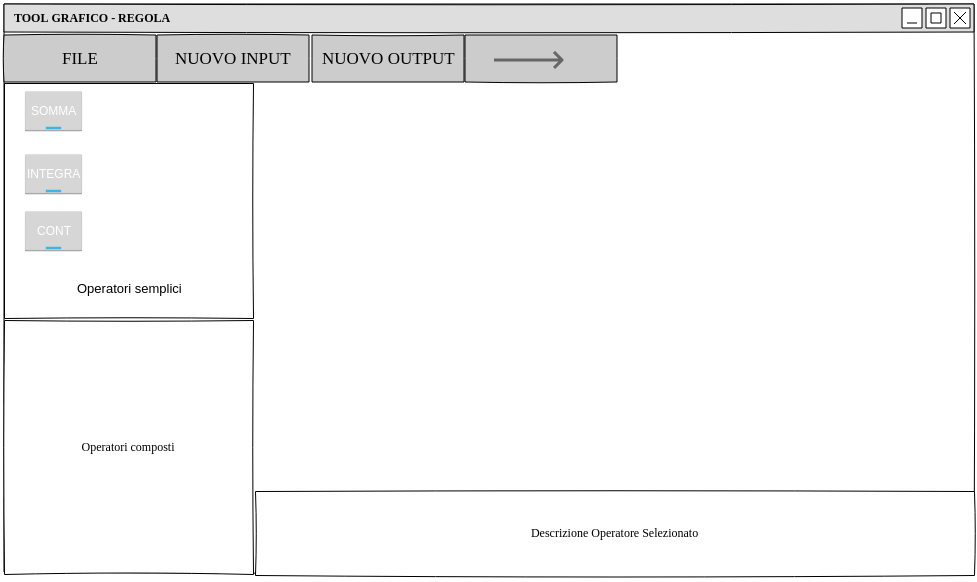 TOOL GRAFICO - REGOLA
FILE
NUOVO INPUT
NUOVO OUTPUT
SOMMA
INTEGRA
CONT
Operatori semplici
Operatori composti
Descrizione Operatore Selezionato